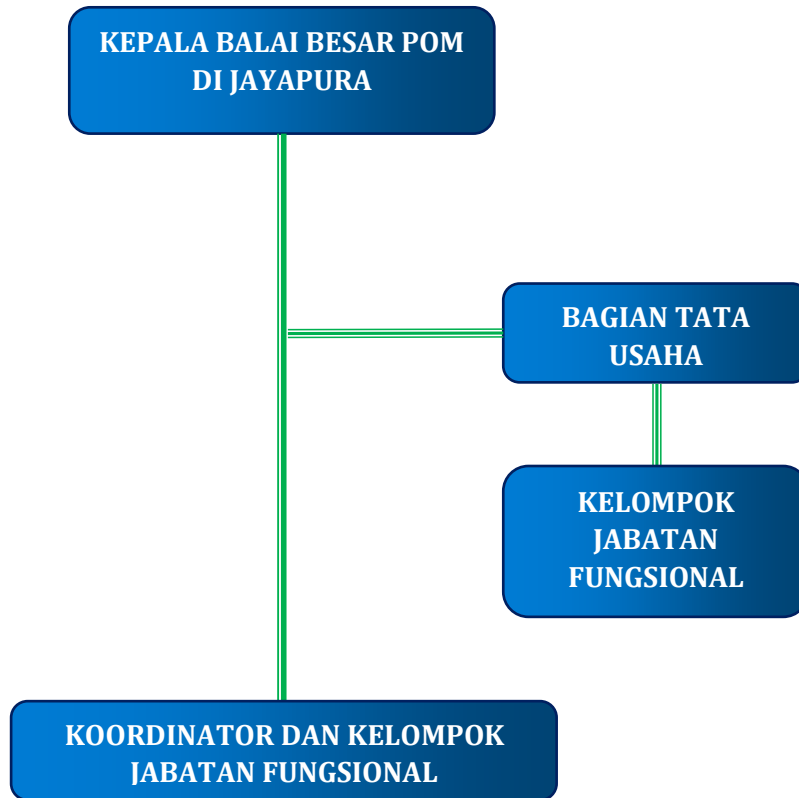 KEPALA BALAI BESAR POM
DI JAYAPURA
BAGIAN TATA
USAHA
KELOMPOK
JABATAN
FUNGSIONAL
KOORDINATOR DAN KELOMPOK
JABATAN FUNGSIONAL